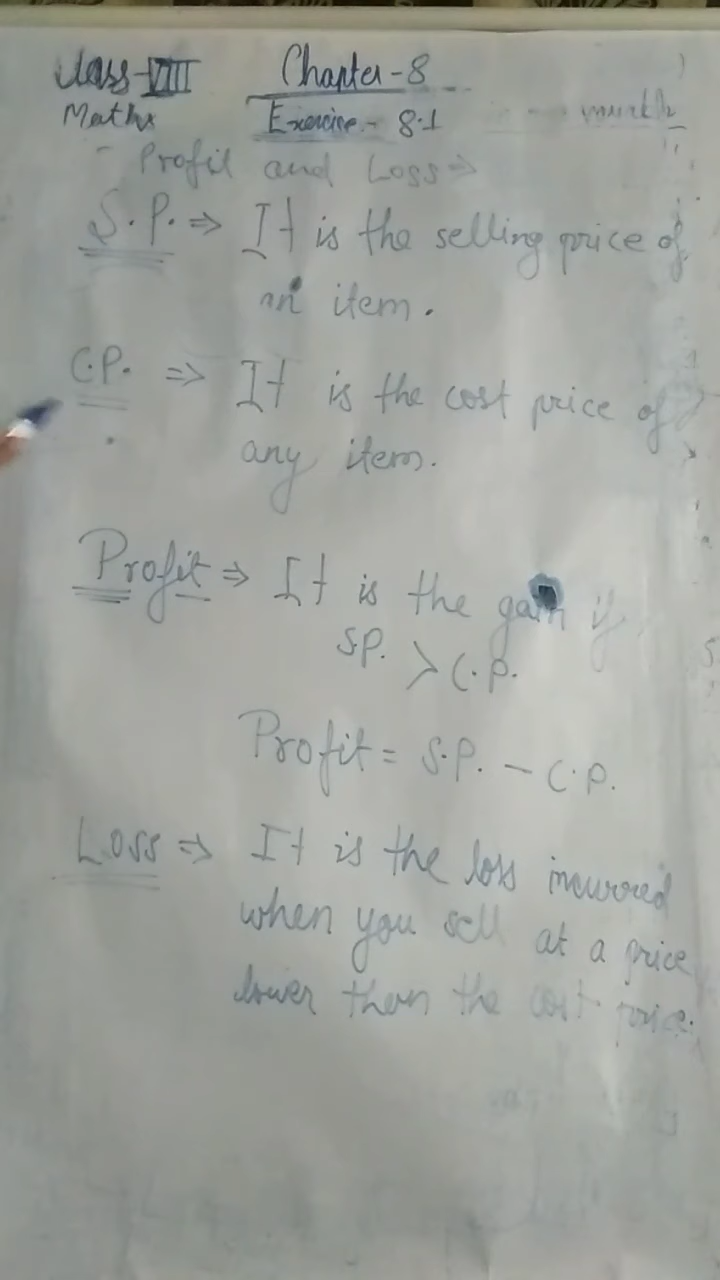 Class-VIII Chapter-8
Maths Exercise- 8.1
- Profit and Loss⇒
S.P.⇒ It is the selling price of
an item.
C.P. ⇒ It is the cost price of
any item.
Profit ⇒ It is the gain if
S.P. > C.P.
Profit = S.P. - C.P.
Loss ⇒ It is the loss incurred
when you sell at a price
lower than the cost price.